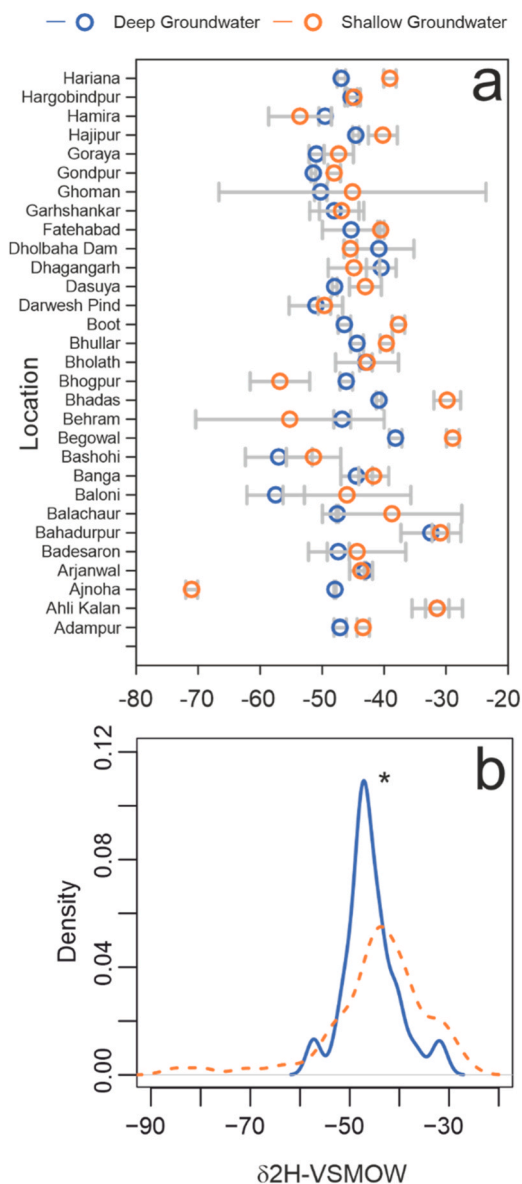 Deep Groundwater Shallow Groundwater
a
Hariana
Hargobindpur
Hamira
Hajipur
Goraya
Gondpur
Ghoman
Garhshankar
Fatehabad
Dholbaha Dam
Dhagangarh
Dasuya
Darwesh Pind
Boot
Bhullar
Bholath
Bhogpur
Bhadas
Behram
Begowal
Bashohi
Banga
Baloni
Balachaur
Bahadurpur
Badesaron
Arjanwal
Ajnoha
Ahli Kalan
Adampur
Location
-80 -70 -60 -50 -40 -30 -20
b
*
0.12
0.08
0.04
0.00
Density
−90 −70 −50 −30
δ2H-VSMOW